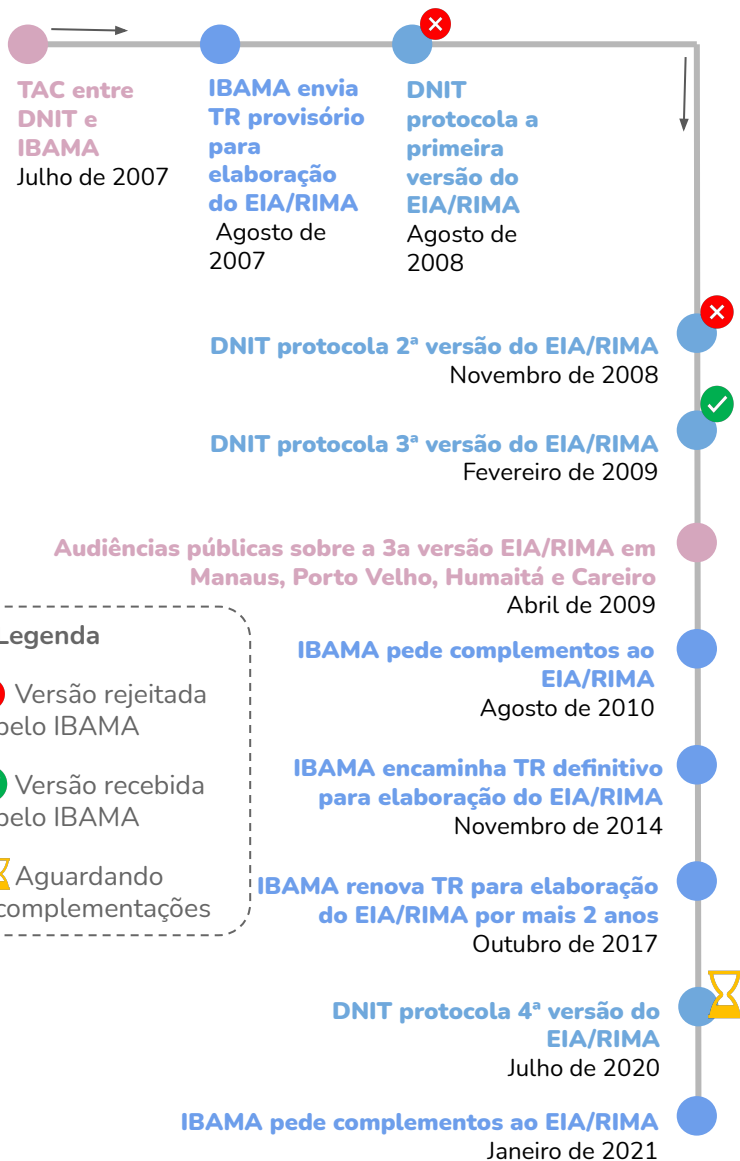 TAC entre
DNIT e
IBAMA
Julho de 2007
IBAMA envia
TR provisório
para
elaboração
do EIA/RIMA
Agosto de
2007
DNIT
protocola a
primeira
versão do
EIA/RIMA
Agosto de
2008
DNIT protocola 2ª versão do EIA/RIMA
Novembro de 2008
DNIT protocola 3ª versão do EIA/RIMA
Fevereiro de 2009
Audiências públicas sobre a 3a versão EIA/RIMA em
Manaus, Porto Velho, Humaitá e Careiro
Abril de 2009
IBAMA pede complementos ao
EIA/RIMA
Agosto de 2010
IBAMA encaminha TR definitivo
para elaboração do EIA/RIMA
Novembro de 2014
IBAMA renova TR para elaboração
do EIA/RIMA por mais 2 anos
Outubro de 2017
DNIT protocola 4ª versão do
EIA/RIMA
Julho de 2020
IBAMA pede complementos ao EIA/RIMA
Janeiro de 2021
Legenda
Versão rejeitada
pelo IBAMA
Versão recebida
pelo IBAMA
Aguardando
complementações